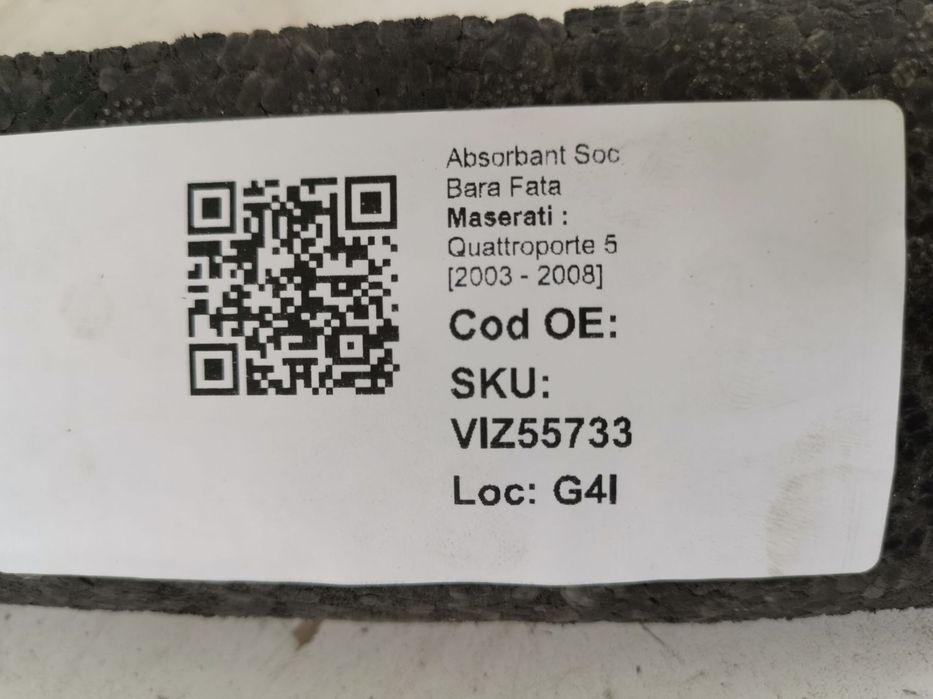 Absorbant Soc
Bara Fata
Maserati :
Quattroporte 5
[2003 - 2008]
Cod OE:
SKU:
VIZ55733
Loc: G4I